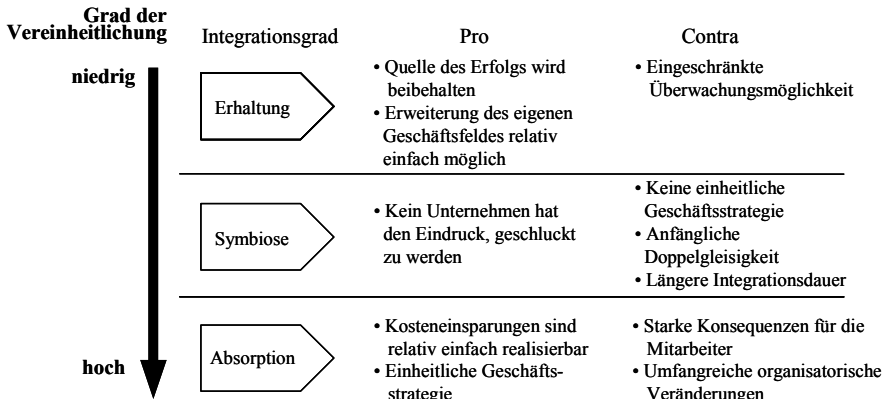 Grad der
Vereinheitlichung
Integrationsgrad
Pro
Contra
niedrig
Erhaltung
• Quelle des Erfolgs wird
beibehalten
• Erweiterung des eigenen
Geschäftsfeldes relativ
einfach möglich
• Eingeschränkte
Überwachungsmöglichkeit
Symbiose
• Kein Unternehmen hat
den Eindruck, geschluckt
zu werden
• Keine einheitliche
Geschäftsstrategie
• Anfängliche
Doppelgleisigkeit
• Längere Integrationsdauer
hoch
Absorption
• Kosteneinsparungen sind
relativ einfach realisierbar
• Einheitliche Geschäfts-
strategie
• Starke Konsequenzen für die
Mitarbeiter
• Umfangreiche organisatorische
Veränderungen